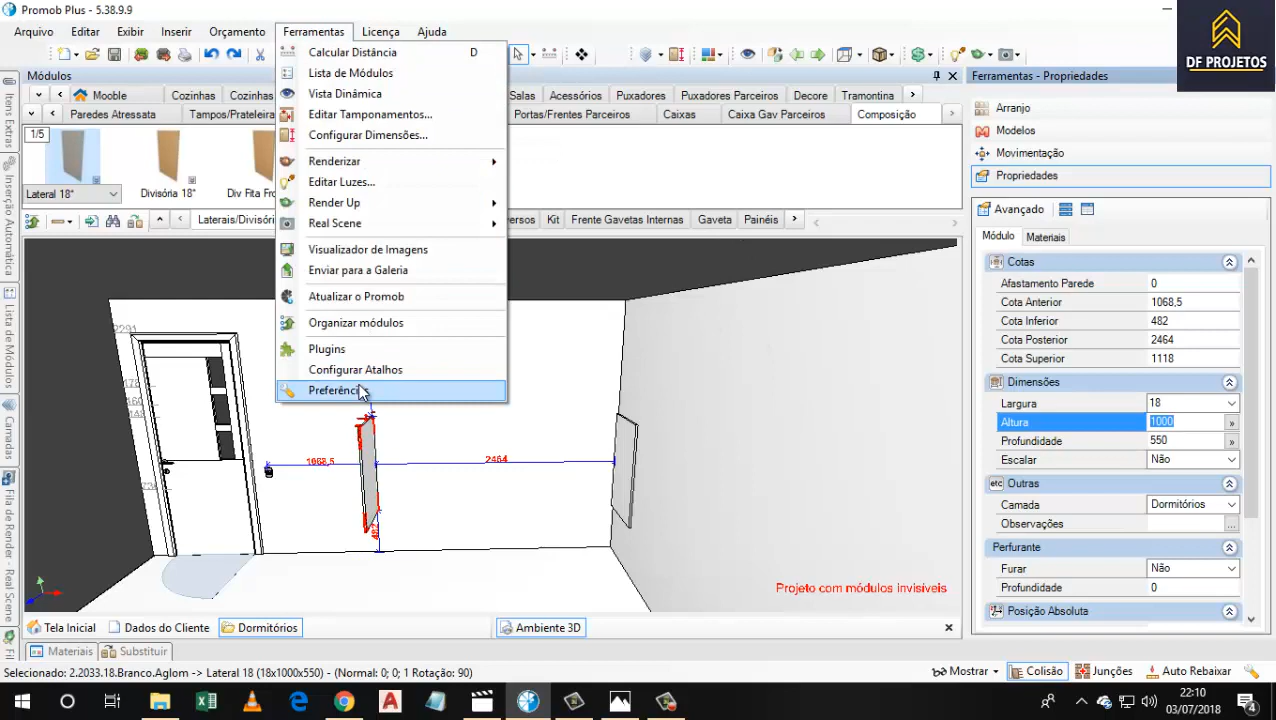 Promob Plus - 5.38.9.9
Arquivo Editar Exibir Inserir Orçamento Ferramentas Licença Ajuda
DF PROJETOS
Módulos
Mooble Cozinhas Cozinhas Salas Acessórios Puxadores Puxadores Parceiros Decore Tramontina
Paredes Atressata Tampos/Prateleira Portas/Frentes Parceiros Caixas Caixa Gav Parceiros Composição
1/5
Lateral 18" Divisória 18" Div Fita Fro
Laterais/Divisóri ersos Kit Frente Gavetas Internas Gaveta Painéis
Calcular Distância D
Lista de Módulos
Vista Dinâmica
Editar Tamponamentos...
Configurar Dimensões...
Renderizar
Editar Luzes...
Render Up
Real Scene
Visualizador de Imagens
Enviar para a Galeria
Atualizar o Promob
Organizar módulos
Plugins
Configurar Atalhos
Preferênci
Itens Extras
Inserção Automática
Lista de Módulos
Camadas
Fila de Render - Real Scene
Fil
2291
1068,5
2464
482
Projeto com módulos invisíveis
Ferramentas - Propriedades
Arranjo
Modelos
Movimentação
Propriedades
Avançado
Módulo Materiais
Cotas
Afastamento Parede 0
Cota Anterior 1068,5
Cota Inferior 482
Cota Posterior 2464
Cota Superior 1118
Dimensões
Largura 18
Altura 1000
Profundidade 550
Escalar Não
etc Outras
Camada Dormitórios
Observações ...
Perfurante
Furar Não
Profundidade 0
Posição Absoluta
Tela Inicial Dados do Cliente Dormitórios Ambiente 3D
Materiais Substituir
Selecionado: 2.2033.18.Branco.Aglom -> Lateral 18 (18x1000x550) - (Normal: 0; 0; 1 Rotação: 90)
Mostrar Colisão Junções Auto Rebaixar
22:10
03/07/2018
4